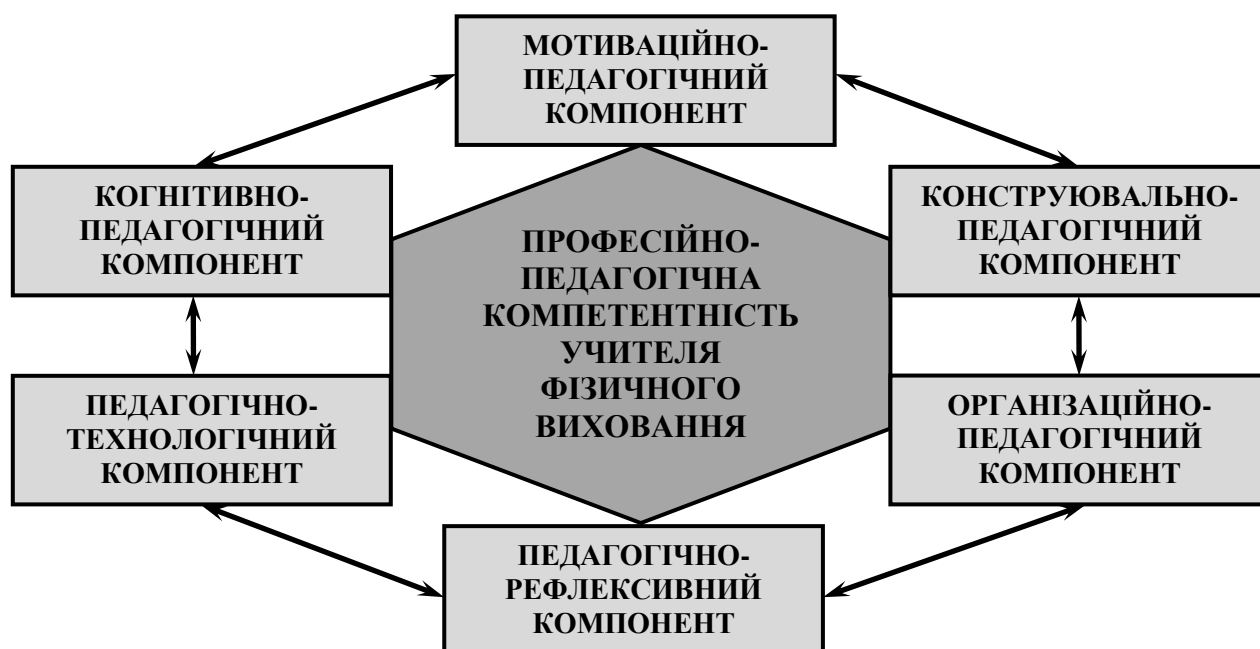 МОТИВАЦІЙНО-
ПЕДАГОГІЧНИЙ
КОМПОНЕНТ
КОГНІТИВНО-
ПЕДАГОГІЧНИЙ
КОМПОНЕНТ
КОНСТРУЮВАЛЬНО-
ПЕДАГОГІЧНИЙ
КОМПОНЕНТ
ПРОФЕСІЙНО-
ПЕДАГОГІЧНА
КОМПЕТЕНТНІСТЬ
УЧИТЕЛЯ
ФІЗИЧНОГО
ВИХОВАННЯ
ПЕДАГОГІЧНО-
ТЕХНОЛОГІЧНИЙ
КОМПОНЕНТ
ОРГАНІЗАЦІЙНО-
ПЕДАГОГІЧНИЙ
КОМПОНЕНТ
ПЕДАГОГІЧНО-
РЕФЛЕКСИВНИЙ
КОМПОНЕНТ